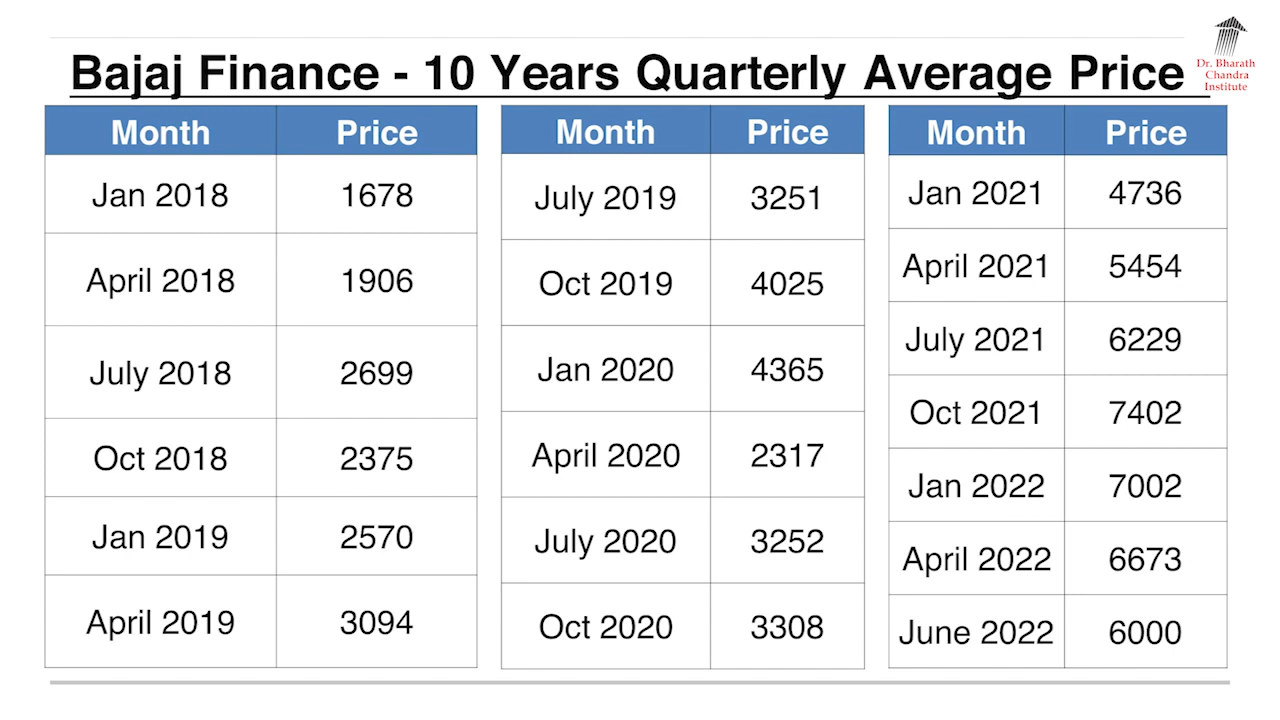 Bajaj Finance - 10 Years Quarterly Average Price
Dr. Bharath
Chandra
Institute
Month Price
Jan 2018 1678
April 2018 1906
July 2018 2699
Oct 2018 2375
Jan 2019 2570
April 2019 3094
Month Price
July 2019 3251
Oct 2019 4025
Jan 2020 4365
April 2020 2317
July 2020 3252
Oct 2020 3308
Month Price
Jan 2021 4736
April 2021 5454
July 2021 6229
Oct 2021 7402
Jan 2022 7002
April 2022 6673
June 2022 6000